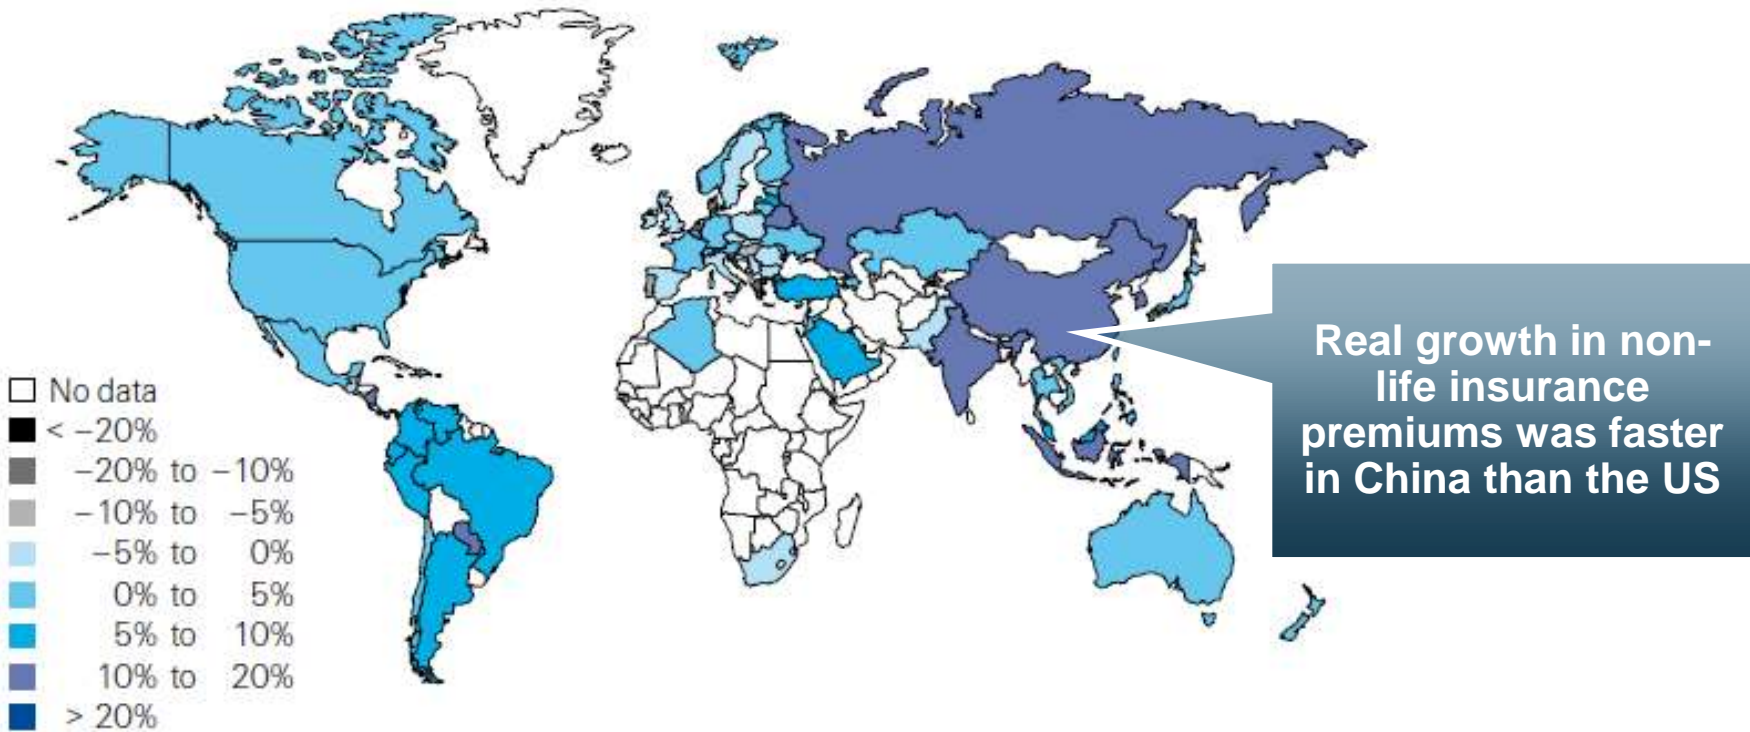 No data
< −20%
−20% to −10%
−10% to −5%
−5% to 0%
0% to 5%
5% to 10%
10% to 20%
> 20%
Real growth in non-
life insurance
premiums was faster
in China than the US